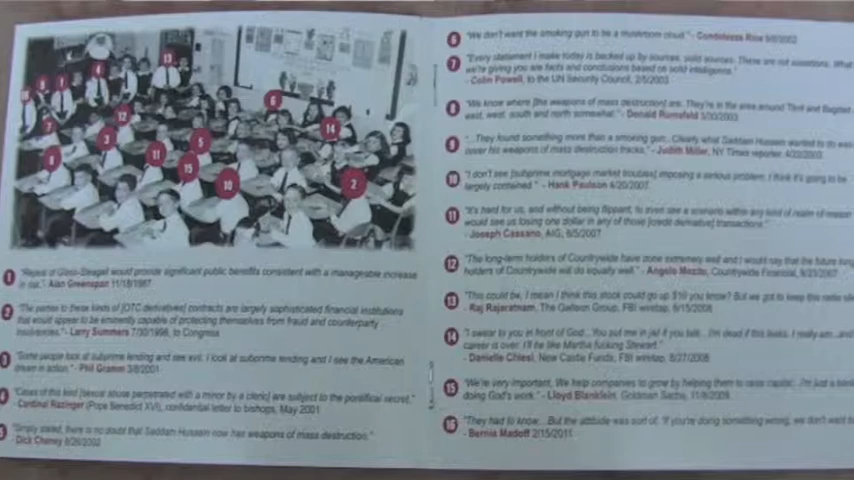 1 "Repeal of Glass-Steagall would provide significant public benefits consistent with a manageable increase
in risk." Alan Greenspan 11/18/1987
2 "The parties to these kinds of [OTC derivatives] contracts are largely sophisticated financial institutions
that would appear to be eminently capable of protecting themselves from fraud and counterparty
insolvencies." - Larry Summers 7/30/1998, to Congress
3 "Some people look at subprime lending and see evil. I look at subprime lending and I see the American
dream in action." - Phil Gramm 3/8/2001
4 "Cases of this kind [sexual abuse perpetrated with a minor by a cleric] are subject to the pontifical secret."
- Cardinal Razinger (Pope Benedict XVI), confidential letter to bishops, May 2001
"Simply stated, there is no doubt that Saddam Hussein now has weapons of mass destruction."
- Dick Cheney 8/26/2002
6 "We don't want the smoking gun to be a mushroom cloud." - Condoleeza Rice 9/8/2002
7 "Every statement I make today is backed up by sources, solid sources. These are not assertions. What
we're giving you are facts and conclusions based on solid intelligence."
- Colin Powell, to the UN Security Council, 2/5/2003
8 "We know where [the weapons of mass destruction] are. They're in the area around Tikrit and Baghdad
east, west, south and north somewhat." - Donald Rumsfeld 3/30/2003
9 "...They found something more than a smoking gun...Clearly what Saddam Hussein wanted to do was
cover his weapons of mass destruction tracks." - Judith Miller, NY Times reporter, 4/22/2003
10 "I don't see [subprime mortgage market troubles] imposing a serious problem. I think it's going to be
largely contained." - Hank Paulson 4/20/2007
11 "It's hard for us, and without being flippant, to even see a scenario within any kind of realm of reason
would see us losing one dollar in any of those [credit derivative] transactions."
- Joseph Cassano, AIG, 8/5/2007
12 "The long-term holders of Countrywide have done extremely well and I would say that the future long
holders of Countrywide will do equally well." - Angelo Mozilo, Countrywide Financial,
13 "This could be, I mean I think this stock could go up $10 you know? But we got to keep this radio
- Raj Rajaratnam, The Galleon Group, FBI wiretap, 8/15/2008
14 "I swear to you in front of God...You put me in jail if you talk...I'm dead if this leaks. I really am...and
career is over. I'll be like Martha fucking Stewart."
- Danielle Chiesi, New Castle Funds, FBI wiretap, 8/27/2008
15 "We're very important. We help companies to grow by helping them to raise capital...I'm just a
doing God's work." - Lloyd Blankfein, Goldman Sachs, 11/8/2009
16 "They had to know... But the attitude was sort of, 'If you're doing something wrong, we don't want
- Bernie Madoff 2/15/2011